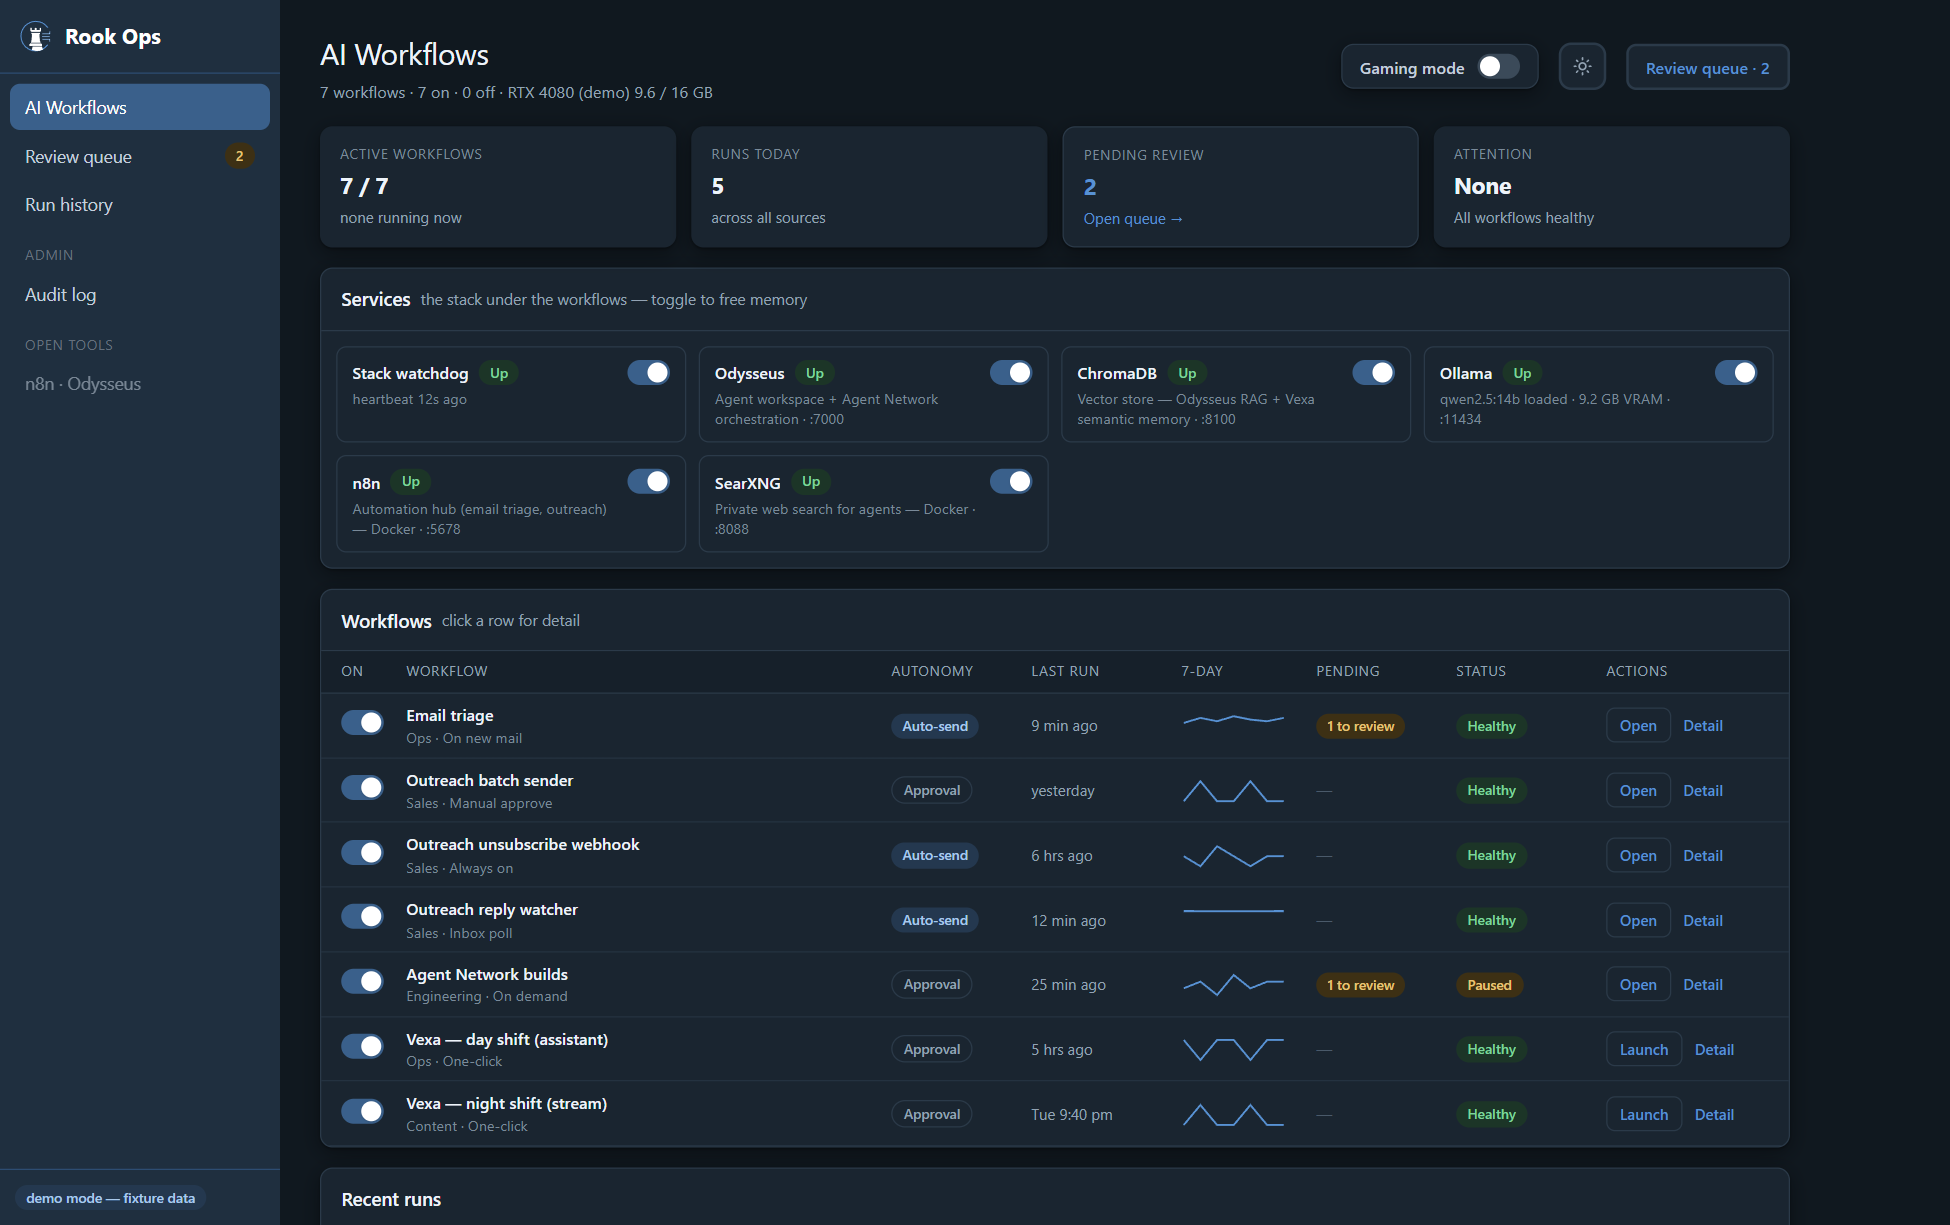 Rook Ops
AI Workflows
Review queue 2
Run history
ADMIN
Audit log
OPEN TOOLS
n8n · Odysseus
demo mode — fixture data
AI Workflows
7 workflows · 7 on · 0 off · RTX 4080 (demo) 9.6 / 16 GB
Gaming mode
Review queue · 2
ACTIVE WORKFLOWS
7 / 7
none running now
RUNS TODAY
5
across all sources
PENDING REVIEW
2
Open queue →
ATTENTION
None
All workflows healthy
Services the stack under the workflows — toggle to free memory
Stack watchdog Up
heartbeat 12s ago
Odysseus Up
Agent workspace + Agent Network
orchestration · :7000
ChromaDB Up
Vector store — Odysseus RAG + Vexa
semantic memory · :8100
Ollama Up
qwen2.5:14b loaded · 9.2 GB VRAM ·
:11434
n8n Up
Automation hub (email triage, outreach)
— Docker · :5678
SearXNG Up
Private web search for agents — Docker ·
:8088
Workflows click a row for detail
ON WORKFLOW AUTONOMY LAST RUN 7-DAY PENDING STATUS ACTIONS
Email triage
Ops · On new mail
Auto-send 9 min ago 1 to review Healthy Open Detail
Outreach batch sender
Sales · Manual approve
Approval yesterday — Healthy Open Detail
Outreach unsubscribe webhook
Sales · Always on
Auto-send 6 hrs ago — Healthy Open Detail
Outreach reply watcher
Sales · Inbox poll
Auto-send 12 min ago — Healthy Open Detail
Agent Network builds
Engineering · On demand
Approval 25 min ago 1 to review Paused Open Detail
Vexa — day shift (assistant)
Ops · One-click
Approval 5 hrs ago — Healthy Launch Detail
Vexa — night shift (stream)
Content · One-click
Approval Tue 9:40 pm — Healthy Launch Detail
Recent runs